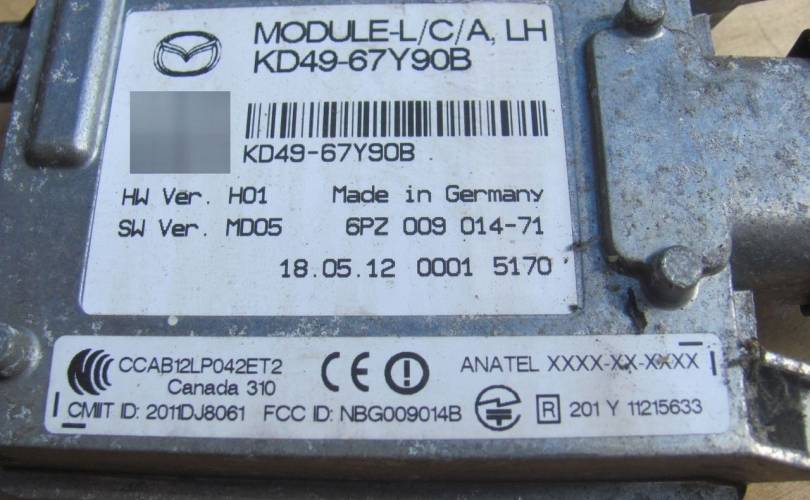 MODULE-L/C/A, LH
KD49-67Y90B
KD49-67Y90B
HW Ver. H01 Made in Germany
SW Ver. MD05 6PZ 009 014-71
18.05.12 0001 5170
CCAB12LP042ET2
Canada 310
CE ANATEL XXXX-XX-XXXX
CMIIT ID: 2011DJ8061 FCC ID: NBG009014B R 201 Y 11215633